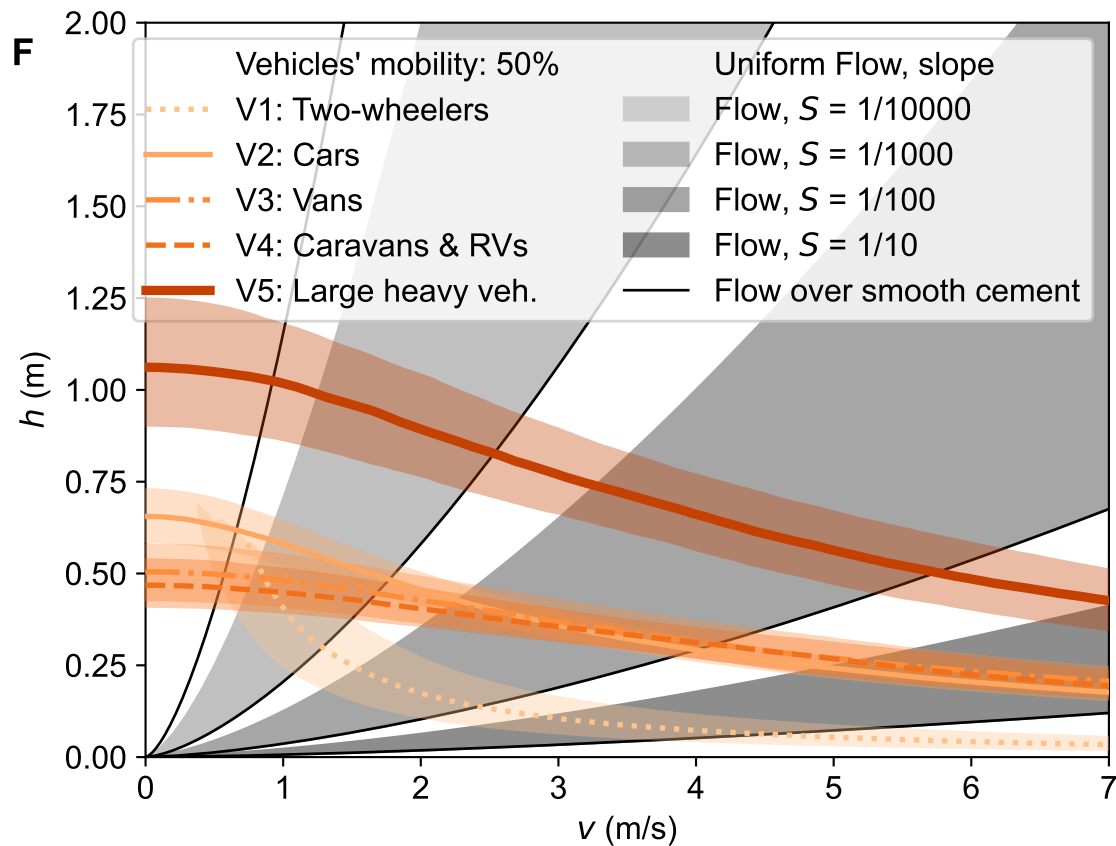 F
2.00
1.75
1.50
1.25
1.00
0.75
0.50
0.25
0.00
h (m)
Vehicles' mobility: 50%
V1: Two-wheelers
V2: Cars
V3: Vans
V4: Caravans & RVs
V5: Large heavy veh.
Uniform Flow, slope
Flow, S = 1/10000
Flow, S = 1/1000
Flow, S = 1/100
Flow, S = 1/10
Flow over smooth cement
0 1 2 3 4 5 6 7
v (m/s)